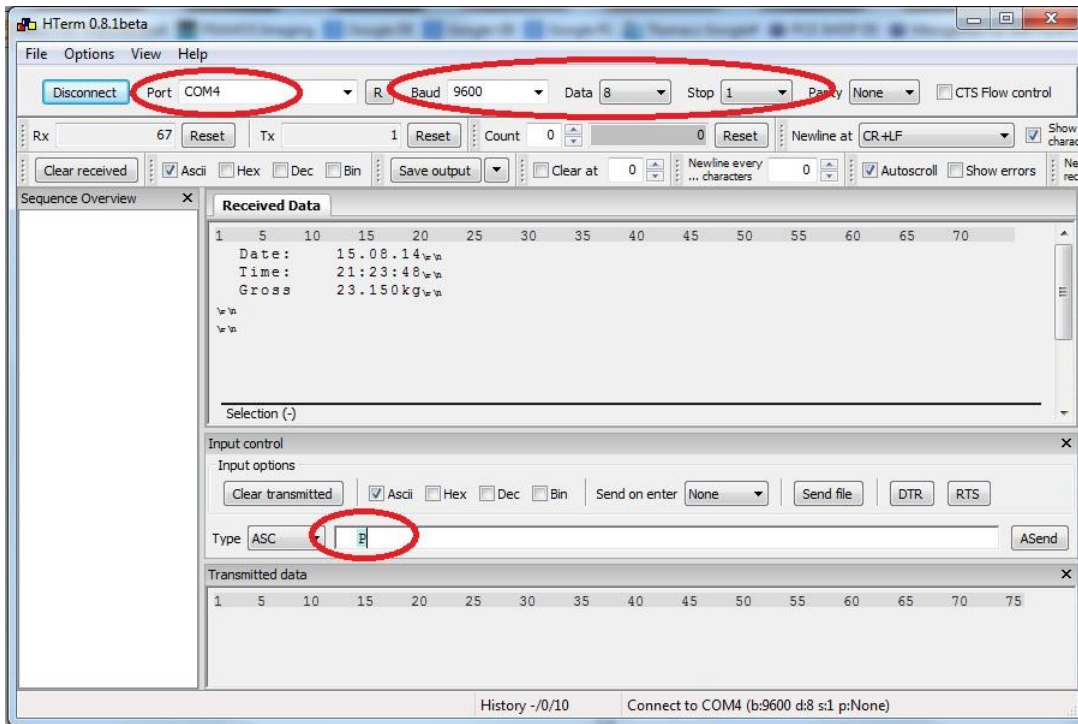 HTerm 0.8.1beta
File Options View Help
Disconnect Port COM4 R Baud 9600 Data 8 Stop 1 Parity None CTS Flow control
Rx 67 Reset Tx 1 Reset Count 0 0 Reset Newline at CR+LF Show
charac
Clear received Ascii Hex Dec Bin Save output Clear at 0 Newline every
... characters 0 Autoscroll Show errors Ne
rec
Sequence Overview X Received Data
1 5 10 15 20 25 30 35 40 45 50 55 60 65 70
Date: 15.08.14\r\n
Time: 21:23:48\r\n
Gross 23.150kg\r\n
\r\n
\r\n
Selection (-)
Input control X
Input options
Clear transmitted Ascii Hex Dec Bin Send on enter None Send file DTR RTS
Type ASC P ASend
Transmitted data X
1 5 10 15 20 25 30 35 40 45 50 55 60 65 70 75
History -/0/10 Connect to COM4 (b:9600 d:8 s:1 p:None)